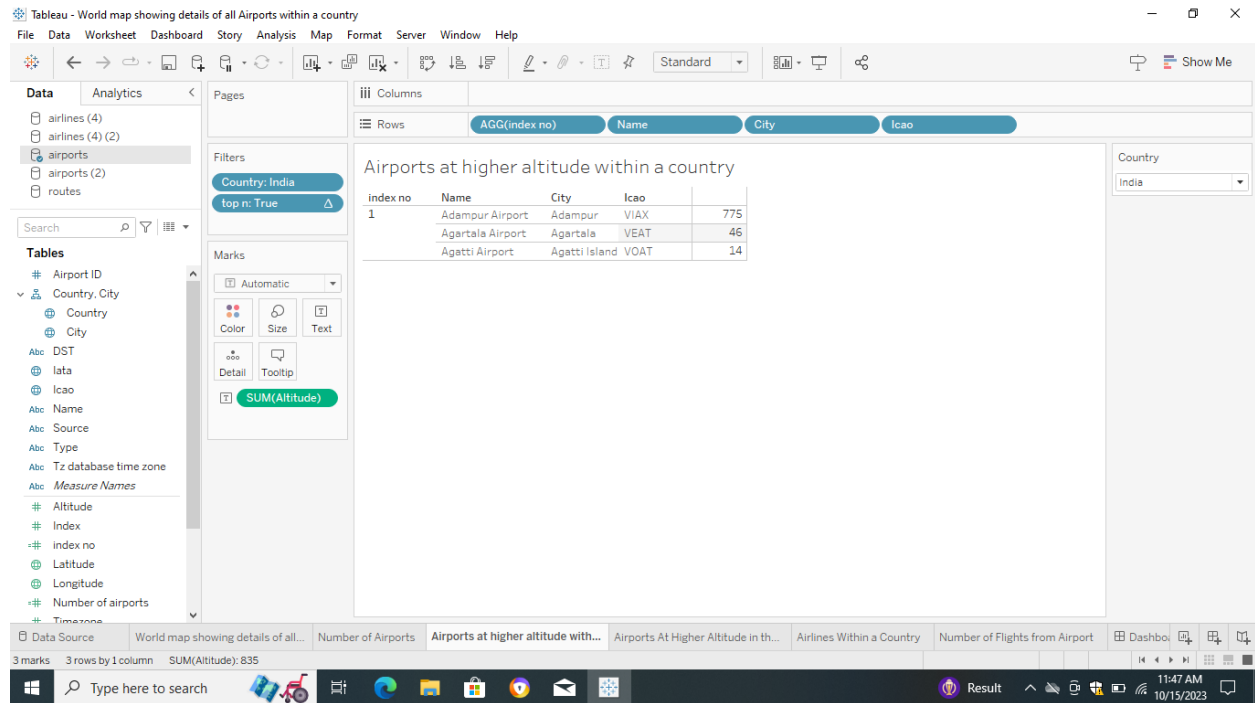 Tableau - World map showing details of all Airports within a country
File Data Worksheet Dashboard Story Analysis Map Format Server Window Help
Standard
Show Me
Data Analytics
airlines (4)
airlines (4) (2)
airports
airports (2)
routes
Search
Tables
# Airport ID
Country, City
Country
City
Abc DST
Iata
Icao
Abc Name
Abc Source
Abc Type
Abc Tz database time zone
Abc Measure Names
# Altitude
# Index
=# index no
Latitude
Longitude
=# Number of airports
# Timezone
Pages
Filters
Country: India
top n: True Δ
Marks
T Automatic
Color Size Text
Detail Tooltip
T SUM(Altitude)
iii Columns
Rows AGG(index no) Name City Icao
Airports at higher altitude within a country
index no Name City Icao
1 Adampur Airport Adampur VIAX 775
Agartala Airport Agartala VEAT 46
Agatti Airport Agatti Island VOAT 14
Country
India
Data Source World map showing details of all... Number of Airports Airports at higher altitude with... Airports At Higher Altitude in th... Airlines Within a Country Number of Flights from Airport Dashbo
3 marks 3 rows by 1 column SUM(Altitude): 835
Type here to search Result 11:47 AM
10/15/2023